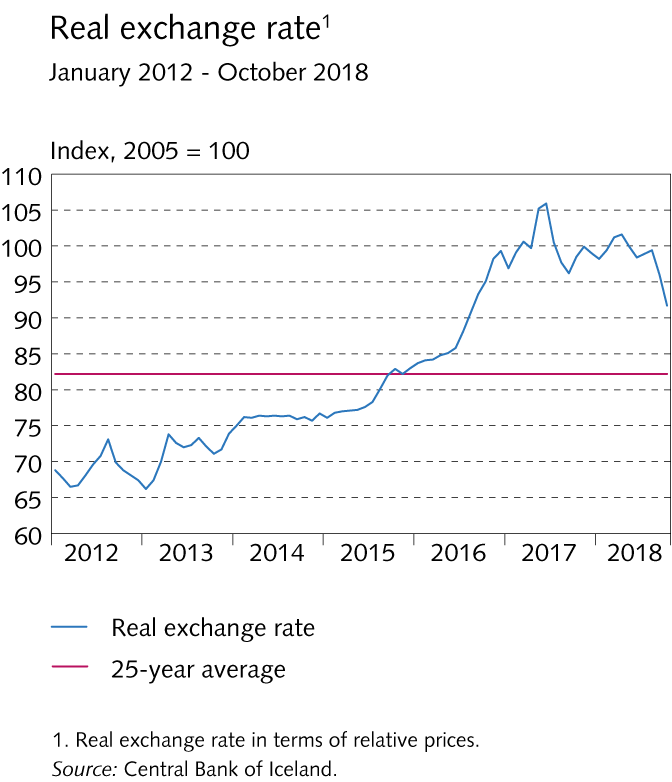 Real exchange rate¹
January 2012 - October 2018
Index, 2005 = 100
110
105
100
95
90
85
80
75
70
65
60
2012 2013 2014 2015 2016 2017 2018
Real exchange rate
25-year average
1. Real exchange rate in terms of relative prices.
Source: Central Bank of Iceland.